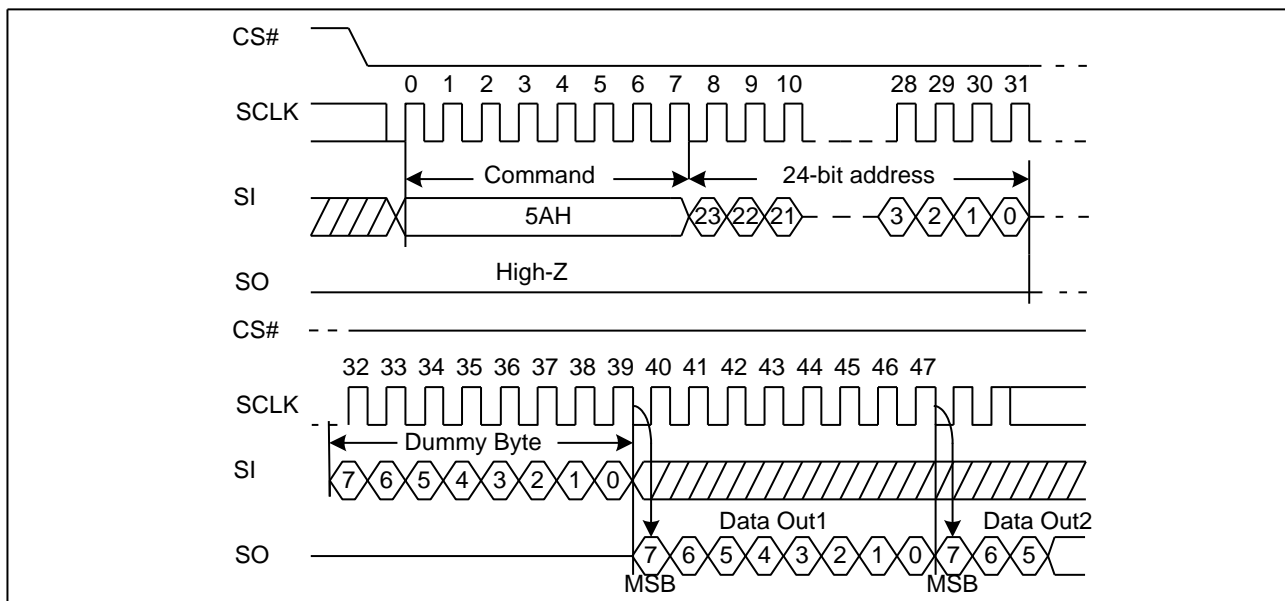 CS#
0 1 2 3 4 5 6 7 8 9 10 28 29 30 31
SCLK
Command 24-bit address
SI
5AH 23 22 21 3 2 1 0
High-Z
SO
CS#
32 33 34 35 36 37 38 39 40 41 42 43 44 45 46 47
SCLK
Dummy Byte
SI
7 6 5 4 3 2 1 0
Data Out1 Data Out2
SO
7 6 5 4 3 2 1 0 7 6 5
MSB MSB